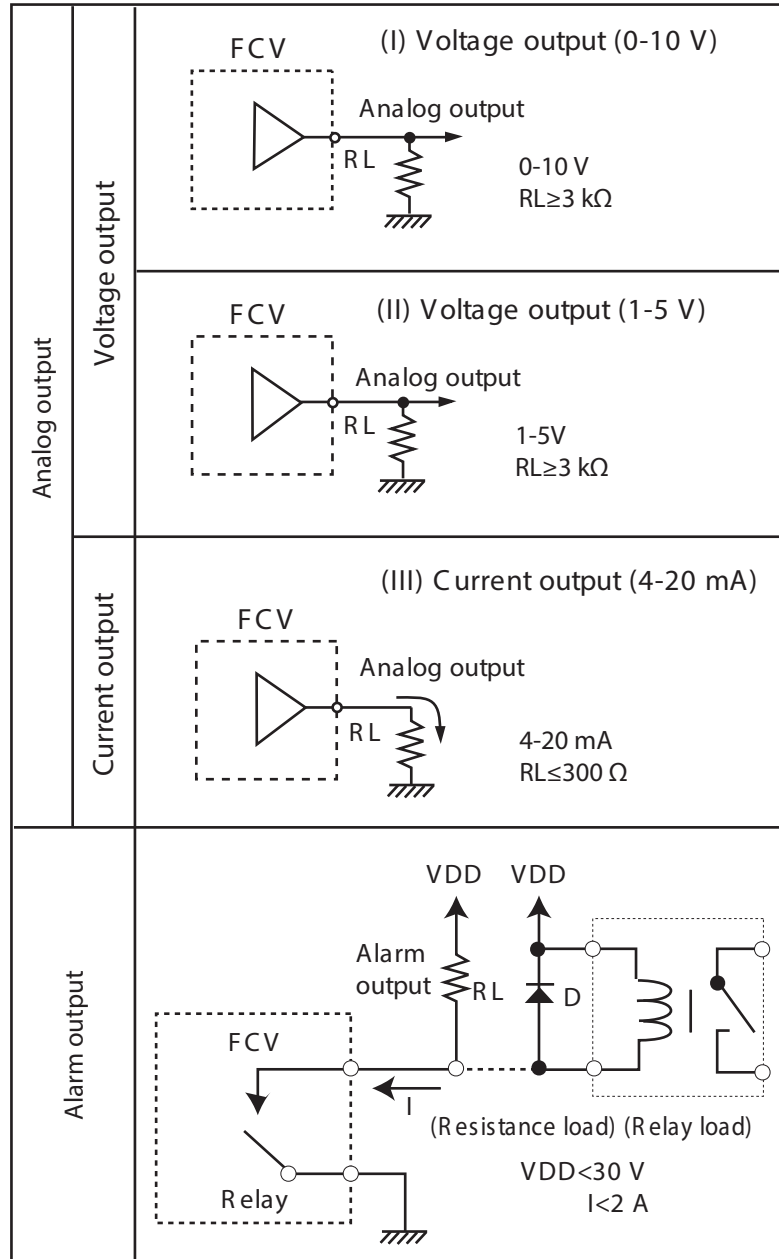 Analog output
Voltage output
(I) Voltage output (0-10 V)
FCV
Analog output
RL
0-10 V
RL≥3 kΩ
(II) Voltage output (1-5 V)
FCV
Analog output
RL
1-5V
RL≥3 kΩ
Current output
(III) Current output (4-20 mA)
FCV
Analog output
RL
4-20 mA
RL≤300 Ω
Alarm output
VDD
VDD
Alarm
output
RL
D
FCV
I
(Resistance load) (Relay load)
Relay
VDD<30 V
I<2 A